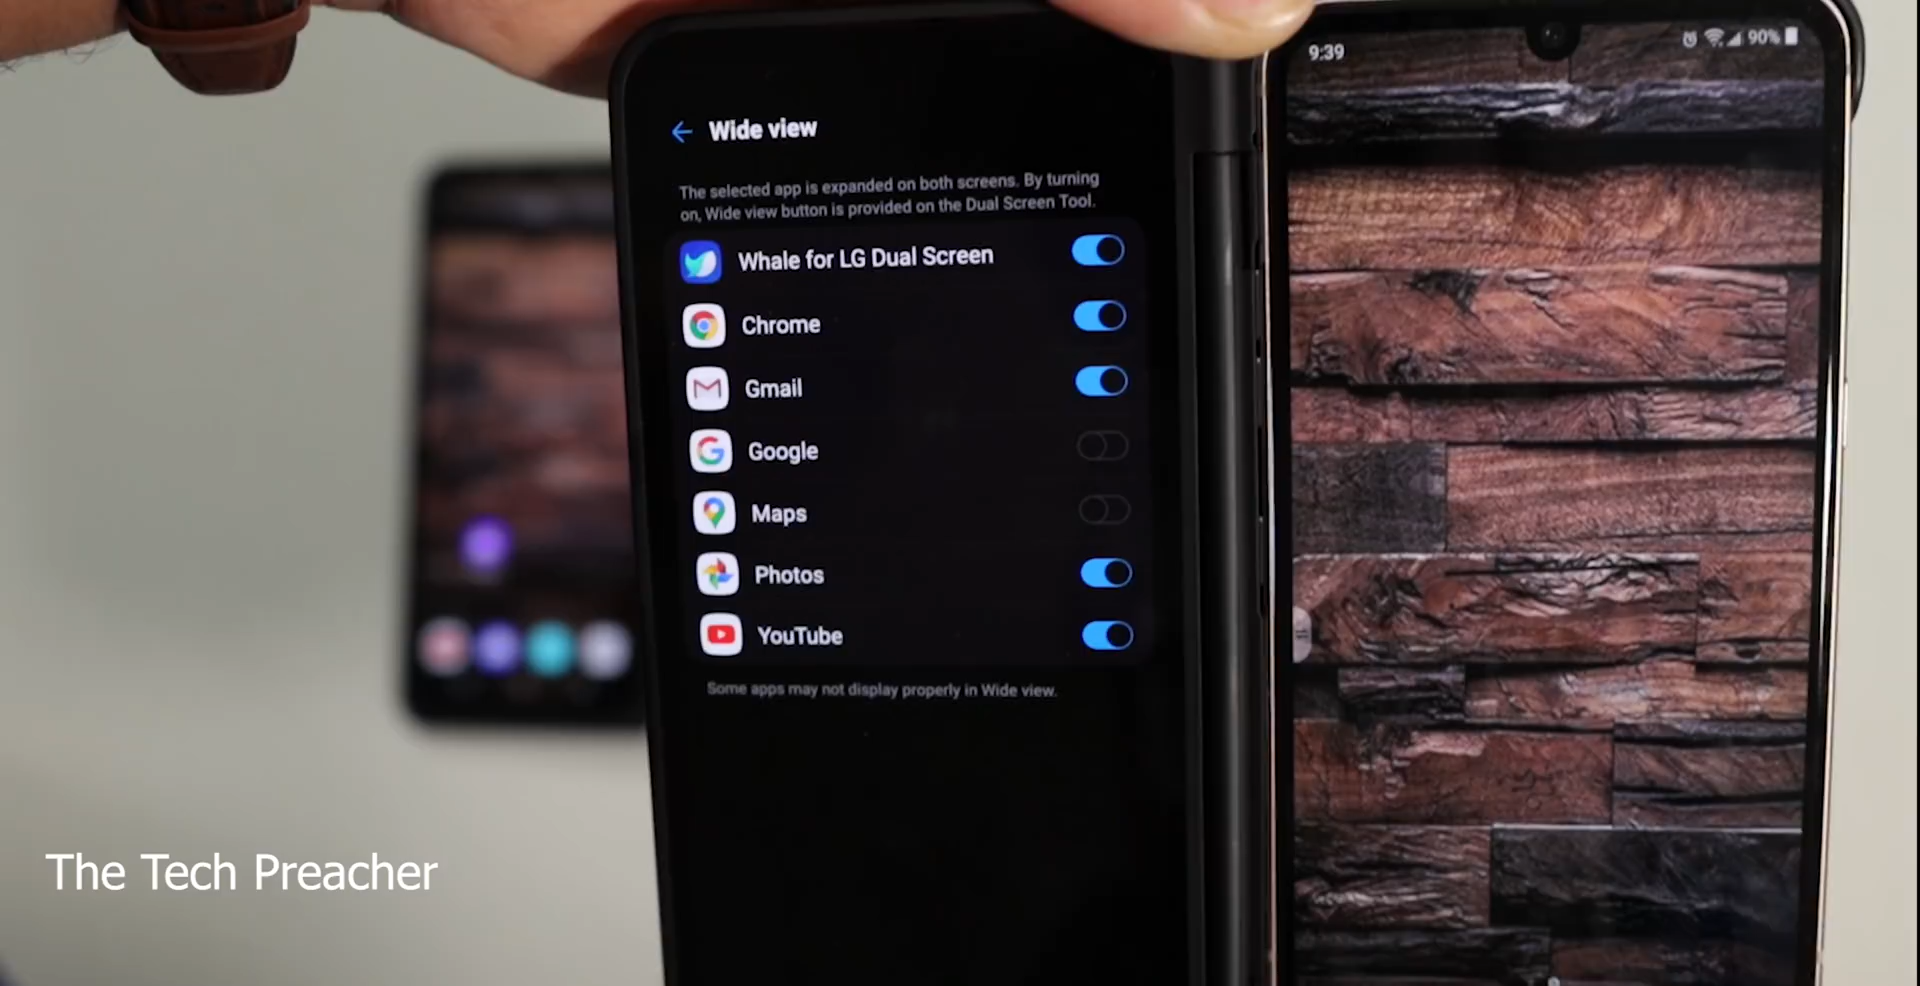 9:39
90%
Wide view
The selected app is expanded on both screens. By turning
on, Wide view button is provided on the Dual Screen Tool.
Whale for LG Dual Screen
Chrome
Gmail
Google
Maps
Photos
YouTube
Some apps may not display properly in Wide view.
The Tech Preacher